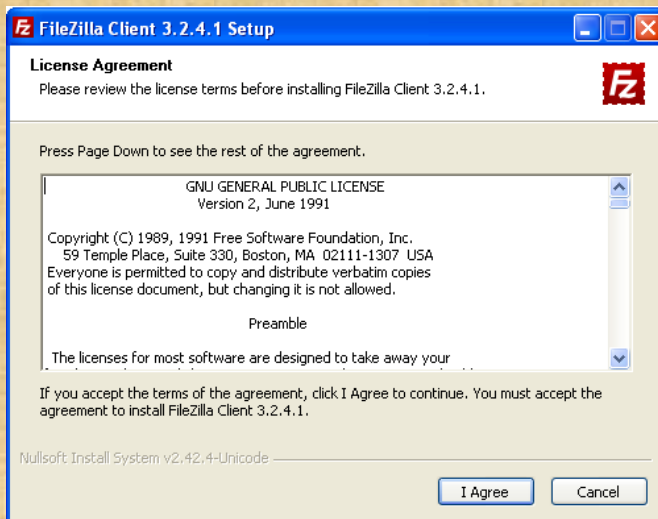 FileZilla Client 3.2.4.1 Setup
License Agreement
Please review the license terms before installing FileZilla Client 3.2.4.1.
FZ
Press Page Down to see the rest of the agreement.
GNU GENERAL PUBLIC LICENSE
Version 2, June 1991
Copyright (C) 1989, 1991 Free Software Foundation, Inc.
59 Temple Place, Suite 330, Boston, MA  02111-1307  USA
Everyone is permitted to copy and distribute verbatim copies
of this license document, but changing it is not allowed.
Preamble
The licenses for most software are designed to take away your
If you accept the terms of the agreement, click I Agree to continue. You must accept the
agreement to install FileZilla Client 3.2.4.1.
Nullsoft Install System v2.42.4-Unicode
I Agree
Cancel